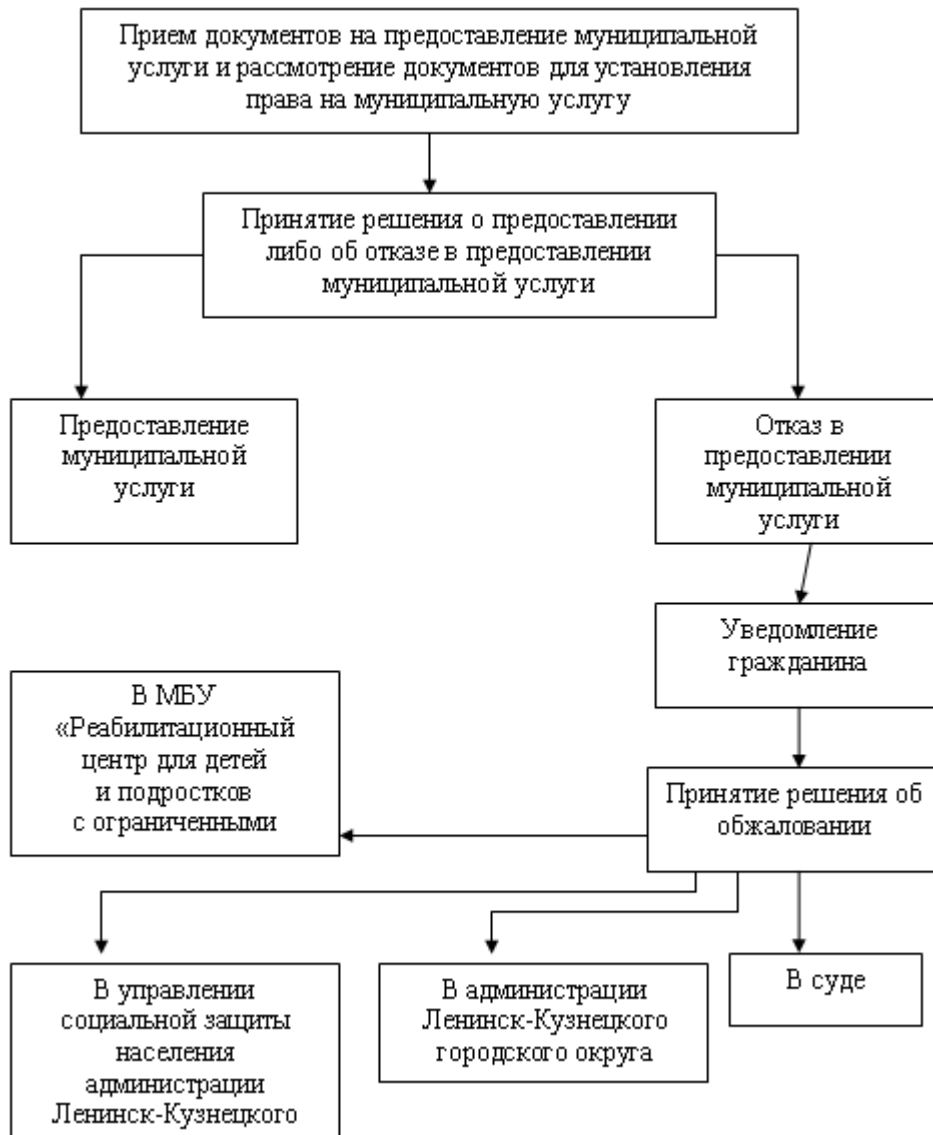 Прием документов на предоставление муниципальной
услуги и рассмотрение документов для установления
права на муниципальную услугу
Принятие решения о предоставлении
либо об отказе в предоставлении
муниципальной услуги
Предоставление
муниципальной
услуги
Отказ в
предоставлении
муниципальной
услуги
Уведомление
гражданина
В МБУ
«Реабилитационный
центр для детей
и подростков
с ограниченными
Принятие решения об
обжаловании
В управлении
социальной защиты
населения
администрации
Ленинск-Кузнецкого
В администрации
Ленинск-Кузнецкого
городского округа
В суде